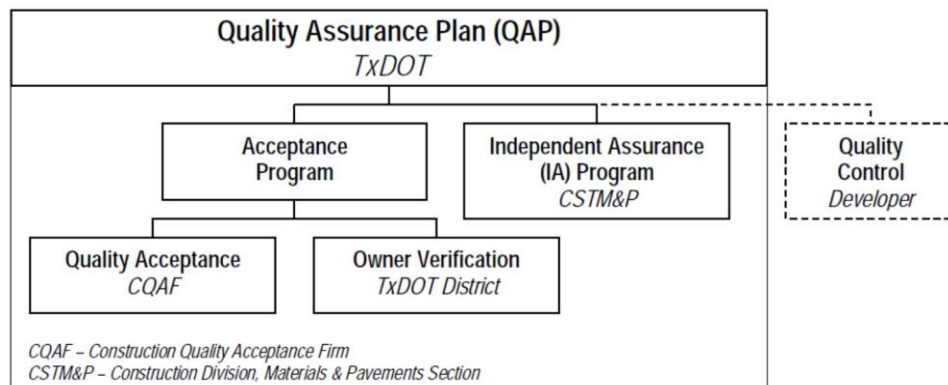 Quality Assurance Plan (QAP)
TxDOT
Acceptance
Program
Independent Assurance
(IA) Program
CSTM&P
Quality
Control
Developer
Quality Acceptance
CQAF
Owner Verification
TxDOT District
CQAF – Construction Quality Acceptance Firm
CSTM&P – Construction Division, Materials & Pavements Section